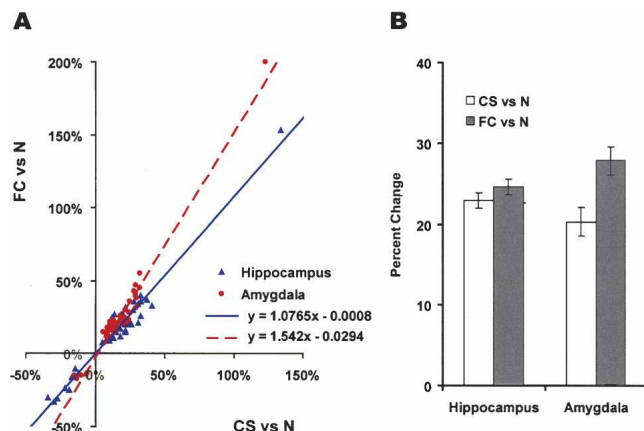 A
200%
150%
100%
50%
0%
-50%
FC vs N
-50%
0%
50%
100%
150%
CS vs N
Hippocampus
Amygdala
y = 1.0765x - 0.0008
y = 1.542x - 0.0294
B
40
30
20
10
0
Percent Change
CS vs N
FC vs N
Hippocampus
Amygdala